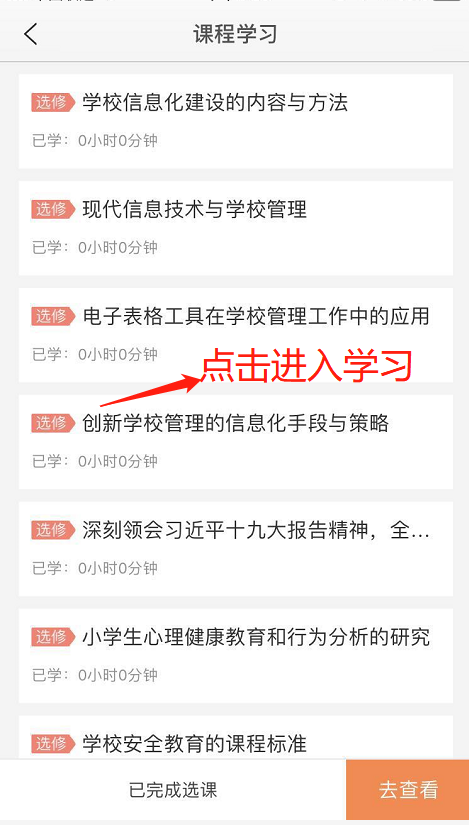 课程学习
选修 学校信息化建设的内容与方法
已学：0小时0分钟
选修 现代信息技术与学校管理
已学：0小时0分钟
选修 电子表格工具在学校管理工作中的应用
已学：0小时0分钟
点击进入学习
选修 创新学校管理的信息化手段与策略
已学：0小时0分钟
选修 深刻领会习近平十九大报告精神，全...
已学：0小时0分钟
选修 小学生心理健康教育和行为分析的研究
已学：0小时0分钟
选修 学校安全教育的课程标准
已完成选课
去查看